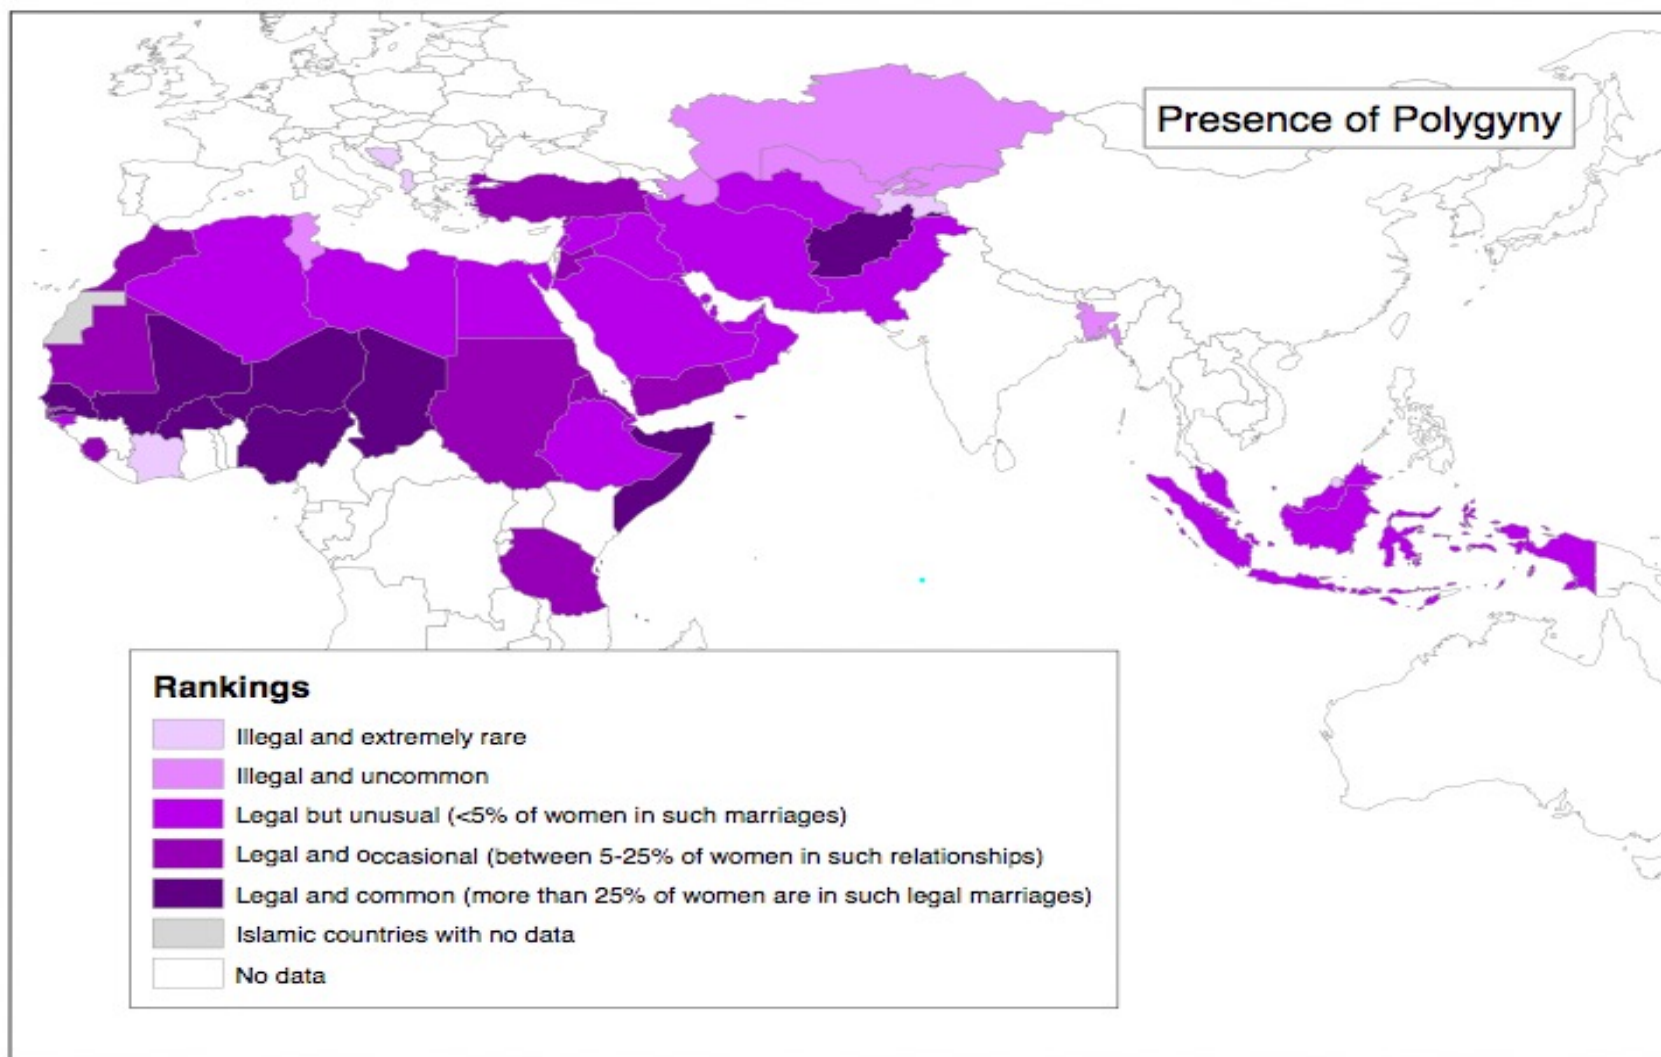 Presence of Polygyny
Rankings
Illegal and extremely rare
Illegal and uncommon
Legal but unusual (<5% of women in such marriages)
Legal and occasional (between 5-25% of women in such relationships)
Legal and common (more than 25% of women are in such legal marriages)
Islamic countries with no data
No data